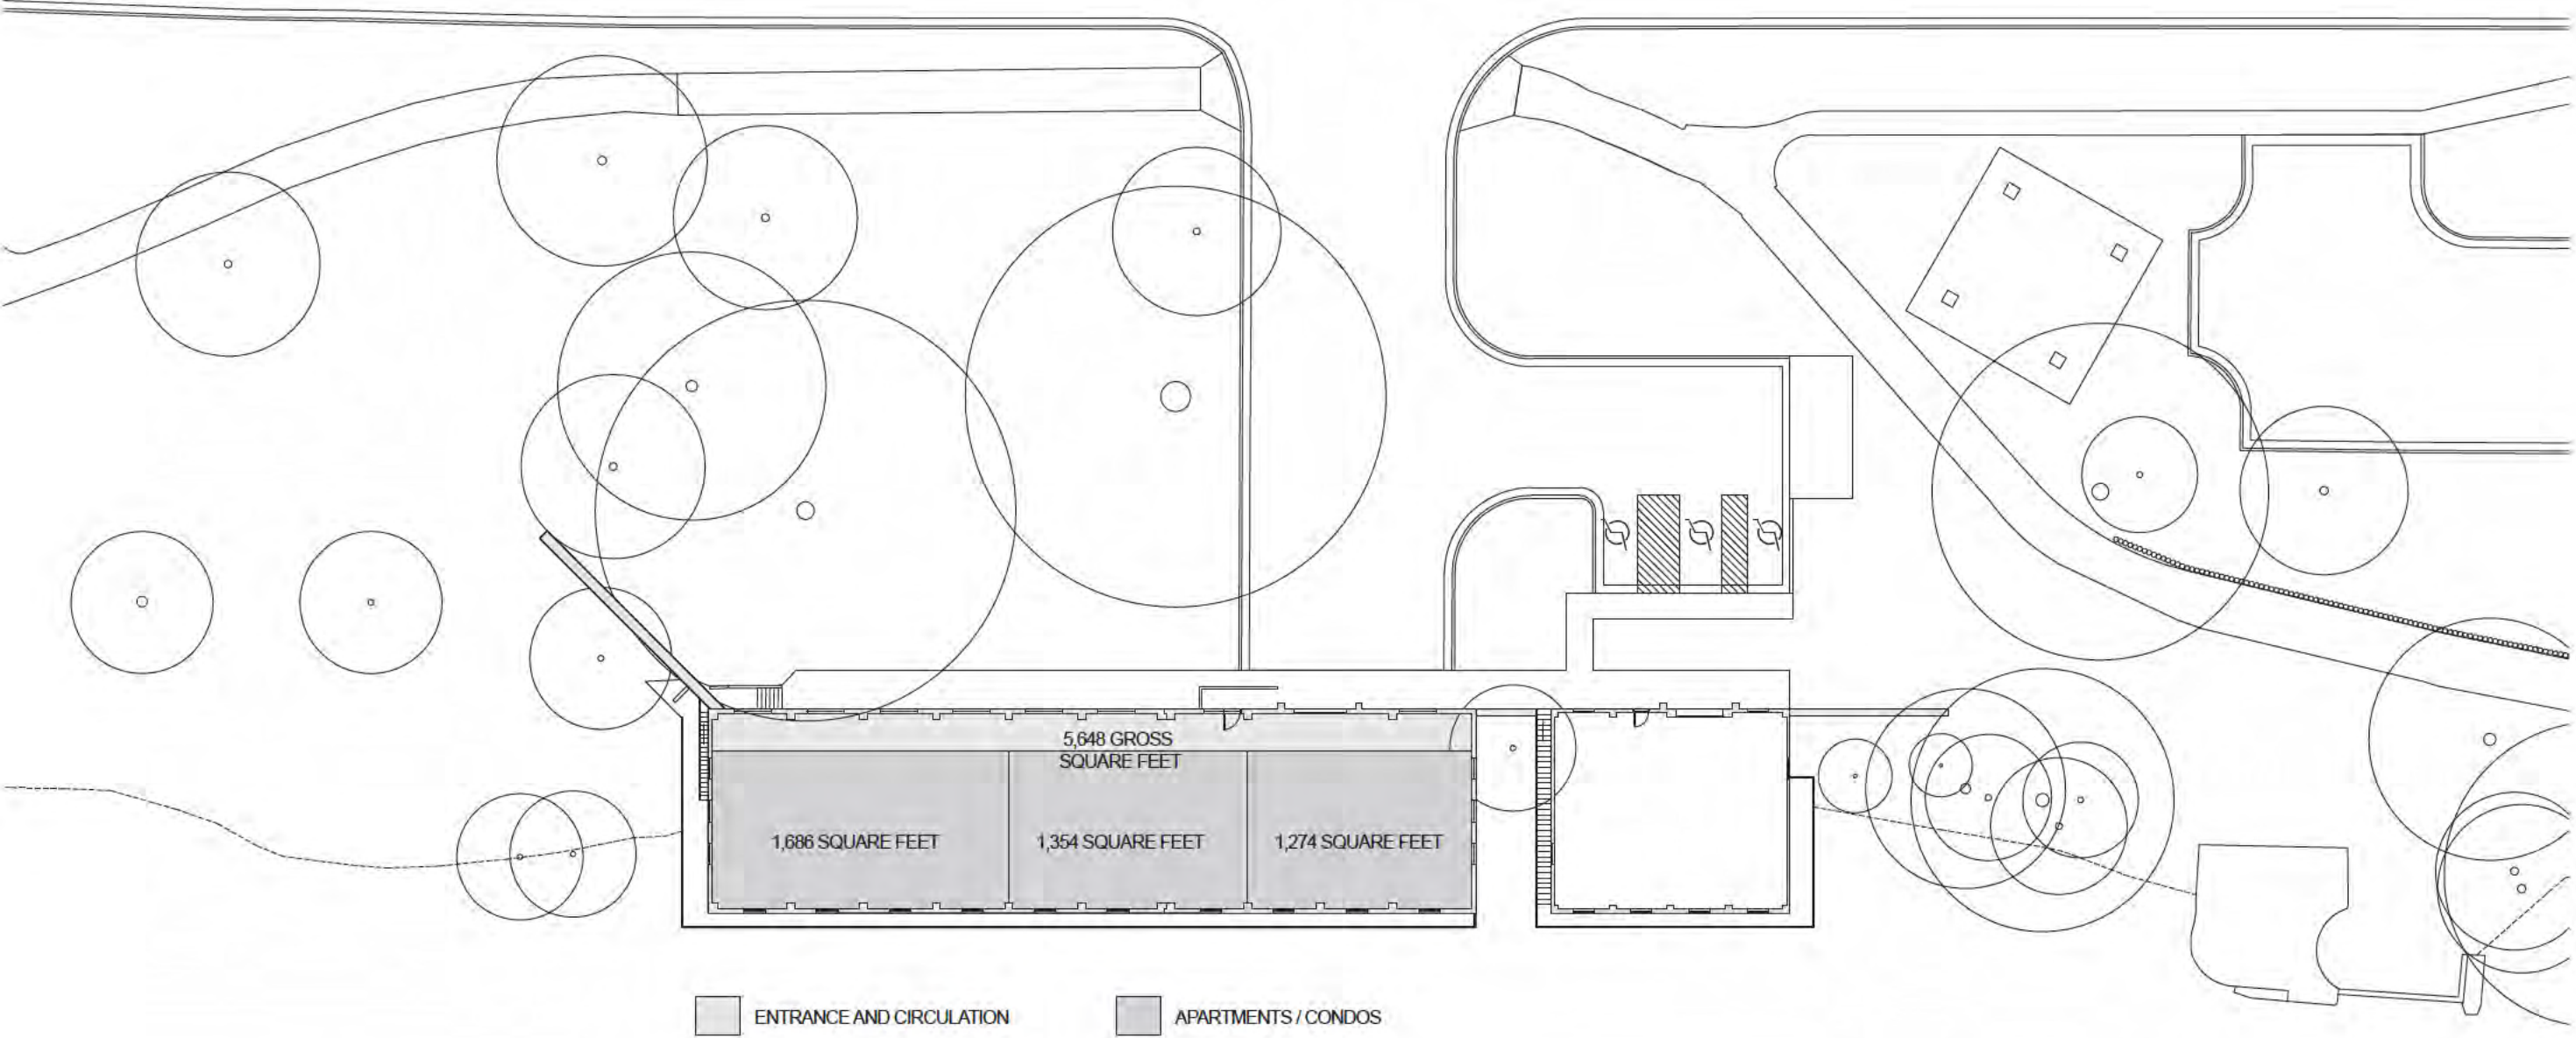 5,648 GROSS
SQUARE FEET
1,686 SQUARE FEET
1,354 SQUARE FEET
1,274 SQUARE FEET
ENTRANCE AND CIRCULATION
APARTMENTS / CONDOS